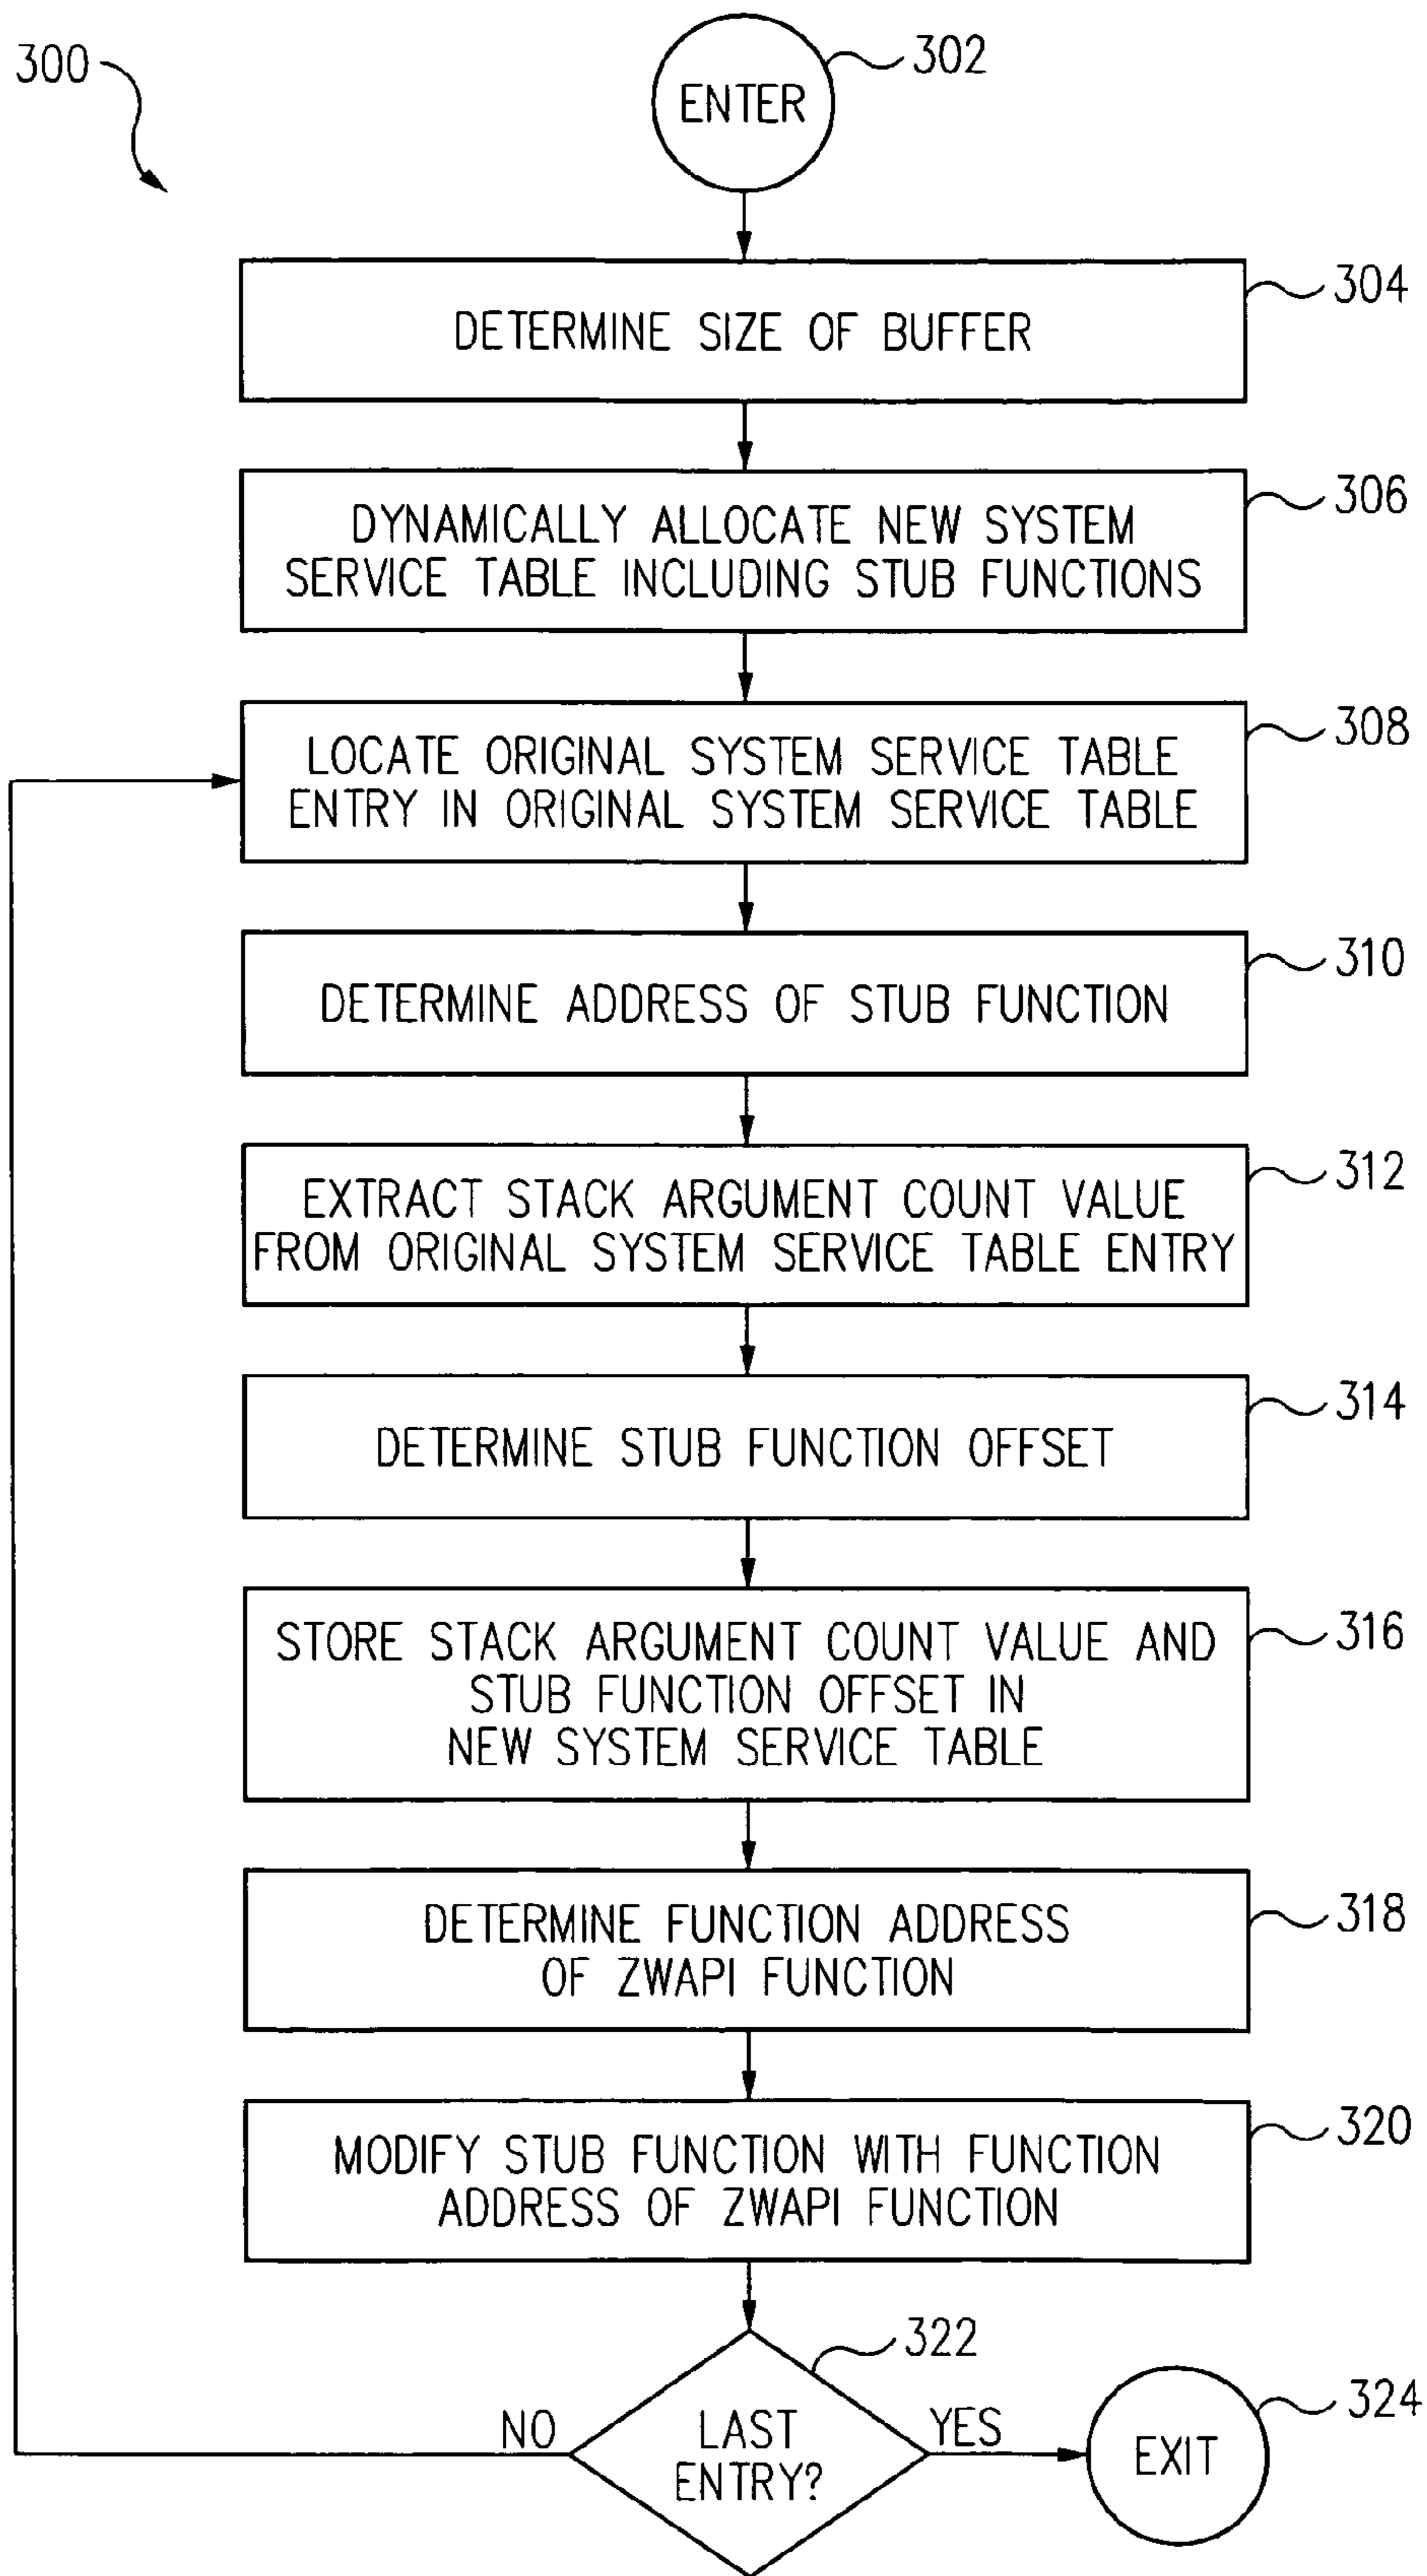 300
302
ENTER
304
DETERMINE SIZE OF BUFFER
306
DYNAMICALLY ALLOCATE NEW SYSTEM
SERVICE TABLE INCLUDING STUB FUNCTIONS
308
LOCATE ORIGINAL SYSTEM SERVICE TABLE
ENTRY IN ORIGINAL SYSTEM SERVICE TABLE
310
DETERMINE ADDRESS OF STUB FUNCTION
312
EXTRACT STACK ARGUMENT COUNT VALUE
FROM ORIGINAL SYSTEM SERVICE TABLE ENTRY
314
DETERMINE STUB FUNCTION OFFSET
316
STORE STACK ARGUMENT COUNT VALUE AND
STUB FUNCTION OFFSET IN
NEW SYSTEM SERVICE TABLE
318
DETERMINE FUNCTION ADDRESS
OF ZWAPI FUNCTION
320
MODIFY STUB FUNCTION WITH FUNCTION
ADDRESS OF ZWAPI FUNCTION
322
NO
LAST
ENTRY?
YES
324
EXIT